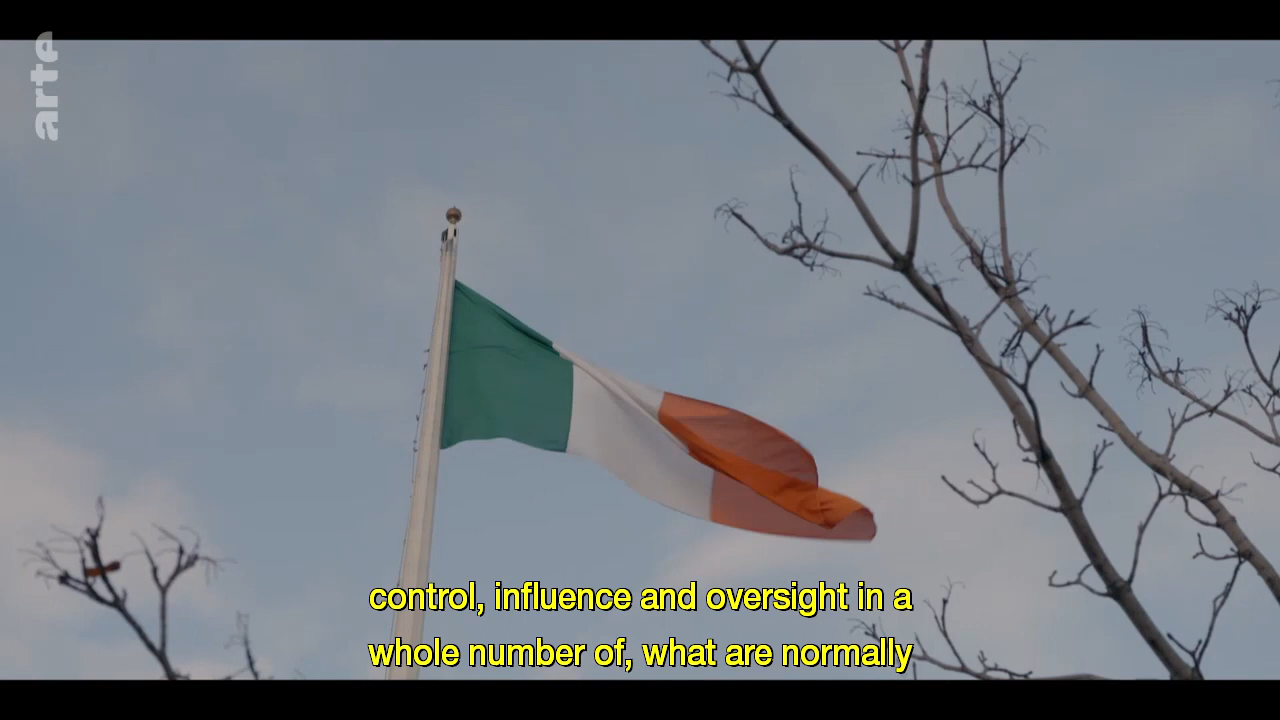 arte
control, influence and oversight in a
whole number of, what are normally